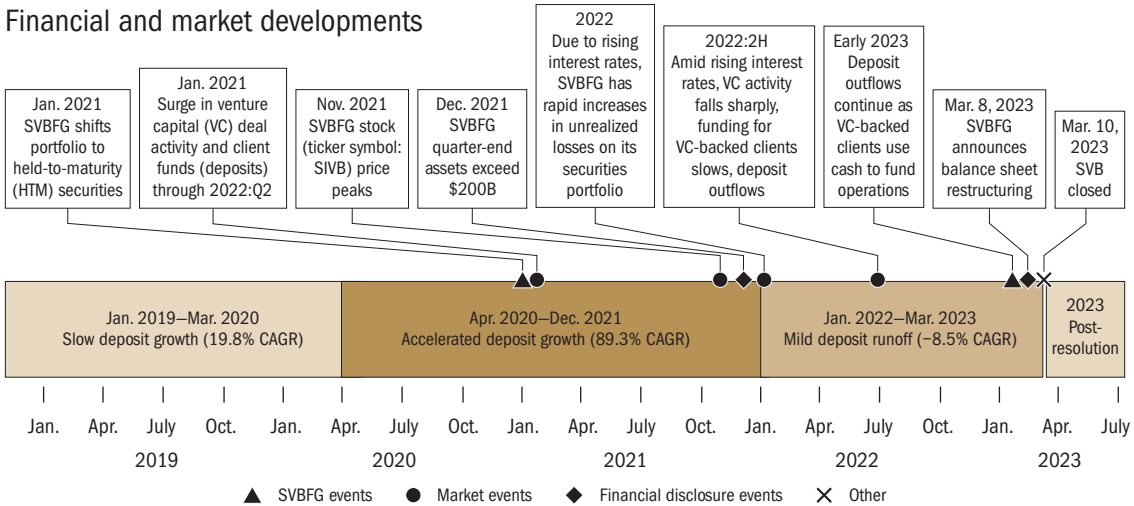 Financial and market developments
Jan. 2021
SVBFG shifts
portfolio to
held-to-maturity
(HTM) securities
Jan. 2021
Surge in venture
capital (VC) deal
activity and client
funds (deposits)
through 2022:Q2
Nov. 2021
SVBFG stock
(ticker symbol:
SIVB) price
peaks
Dec. 2021
SVBFG
quarter-end
assets exceed
$200B
2022
Due to rising
interest rates,
SVBFG has
rapid increases
in unrealized
losses on its
securities
portfolio
2022:2H
Amid rising interest
rates, VC activity
falls sharply,
funding for
VC-backed clients
slows, deposit
outflows
Early 2023
Deposit
outflows
continue as
VC-backed
clients use
cash to fund
operations
Mar. 8, 2023
SVBFG
announces
balance sheet
restructuring
Mar. 10,
2023
SVB
closed
Jan. 2019—Mar. 2020
Slow deposit growth (19.8% CAGR)
Apr. 2020—Dec. 2021
Accelerated deposit growth (89.3% CAGR)
Jan. 2022—Mar. 2023
Mild deposit runoff (−8.5% CAGR)
2023
Post-
resolution
Jan. Apr. July Oct. Jan. Apr. July Oct. Jan. Apr. July Oct. Jan. Apr. July Oct. Jan. Apr. July
2019 2020 2021 2022 2023
SVBFG events Market events Financial disclosure events Other